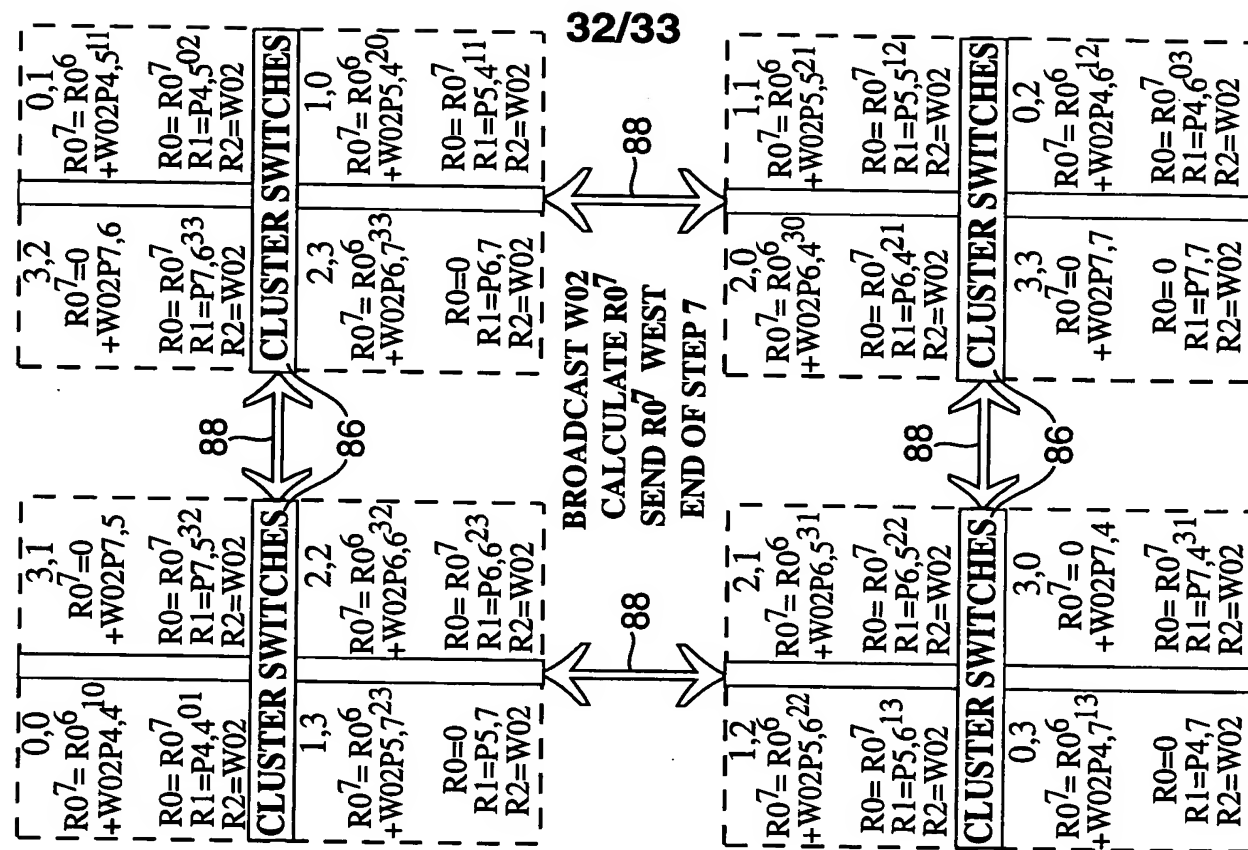 32/33
0,0
R0⁷= R0⁶
+W02P4,4¹⁰
R0= R0⁷
R1=P4,4⁰¹
R2=W02
3,1
R0⁷=0
+W02P7,5
R0= R0⁷
R1=P7,5³²
R2=W02
CLUSTER SWITCHES
1,3
R0⁷= R0⁶
+W02P5,7²³
R0=0
R1=P5,7
R2=W02
2,2
R0⁷= R0⁶
+W02P6,6³²
R0= R0⁷
R1=P6,6²³
R2=W02
88
86
3,2
R0⁷=0
+W02P7,6
R0= R0⁷
R1=P7,6³³
R2=W02
0,1
R0⁷= R0⁶
+W02P4,5¹¹
R0= R0⁷
R1=P4,5⁰²
R2=W02
CLUSTER SWITCHES
2,3
R0⁷= R0⁶
+W02P6,7³³
R0=0
R1=P6,7
R2=W02
1,0
R0⁷= R0⁶
+W02P5,4²⁰
R0= R0⁷
R1=P5,4¹¹
R2=W02
88
BROADCAST W02
CALCULATE R0⁷
SEND R0⁷ WEST
END OF STEP 7
88
1,2
R0⁷= R0⁶
+W02P5,6²²
R0= R0⁷
R1=P5,6¹³
R2=W02
2,1
R0⁷= R0⁶
+W02P6,5³¹
R0= R0⁷
R1=P6,5²²
R2=W02
CLUSTER SWITCHES
0,3
R0⁷= R0⁶
+W02P4,7¹³
R0=0
R1=P4,7
R2=W02
3,0
R0⁷= 0
+W02P7,4
R0= R0⁷
R1=P7,4³¹
R2=W02
88
86
2,0
R0⁷= R0⁶
+W02P6,4³⁰
R0= R0⁷
R1=P6,4²¹
R2=W02
1,1
R0⁷= R0⁶
+W02P5,5²¹
R0= R0⁷
R1=P5,5¹²
R2=W02
CLUSTER SWITCHES
3,3
R0⁷=0
+W02P7,7
R0= 0
R1=P7,7
R2=W02
0,2
R0⁷= R0⁶
+W02P4,6¹²
R0= R0⁷
R1=P4,6⁰³
R2=W02